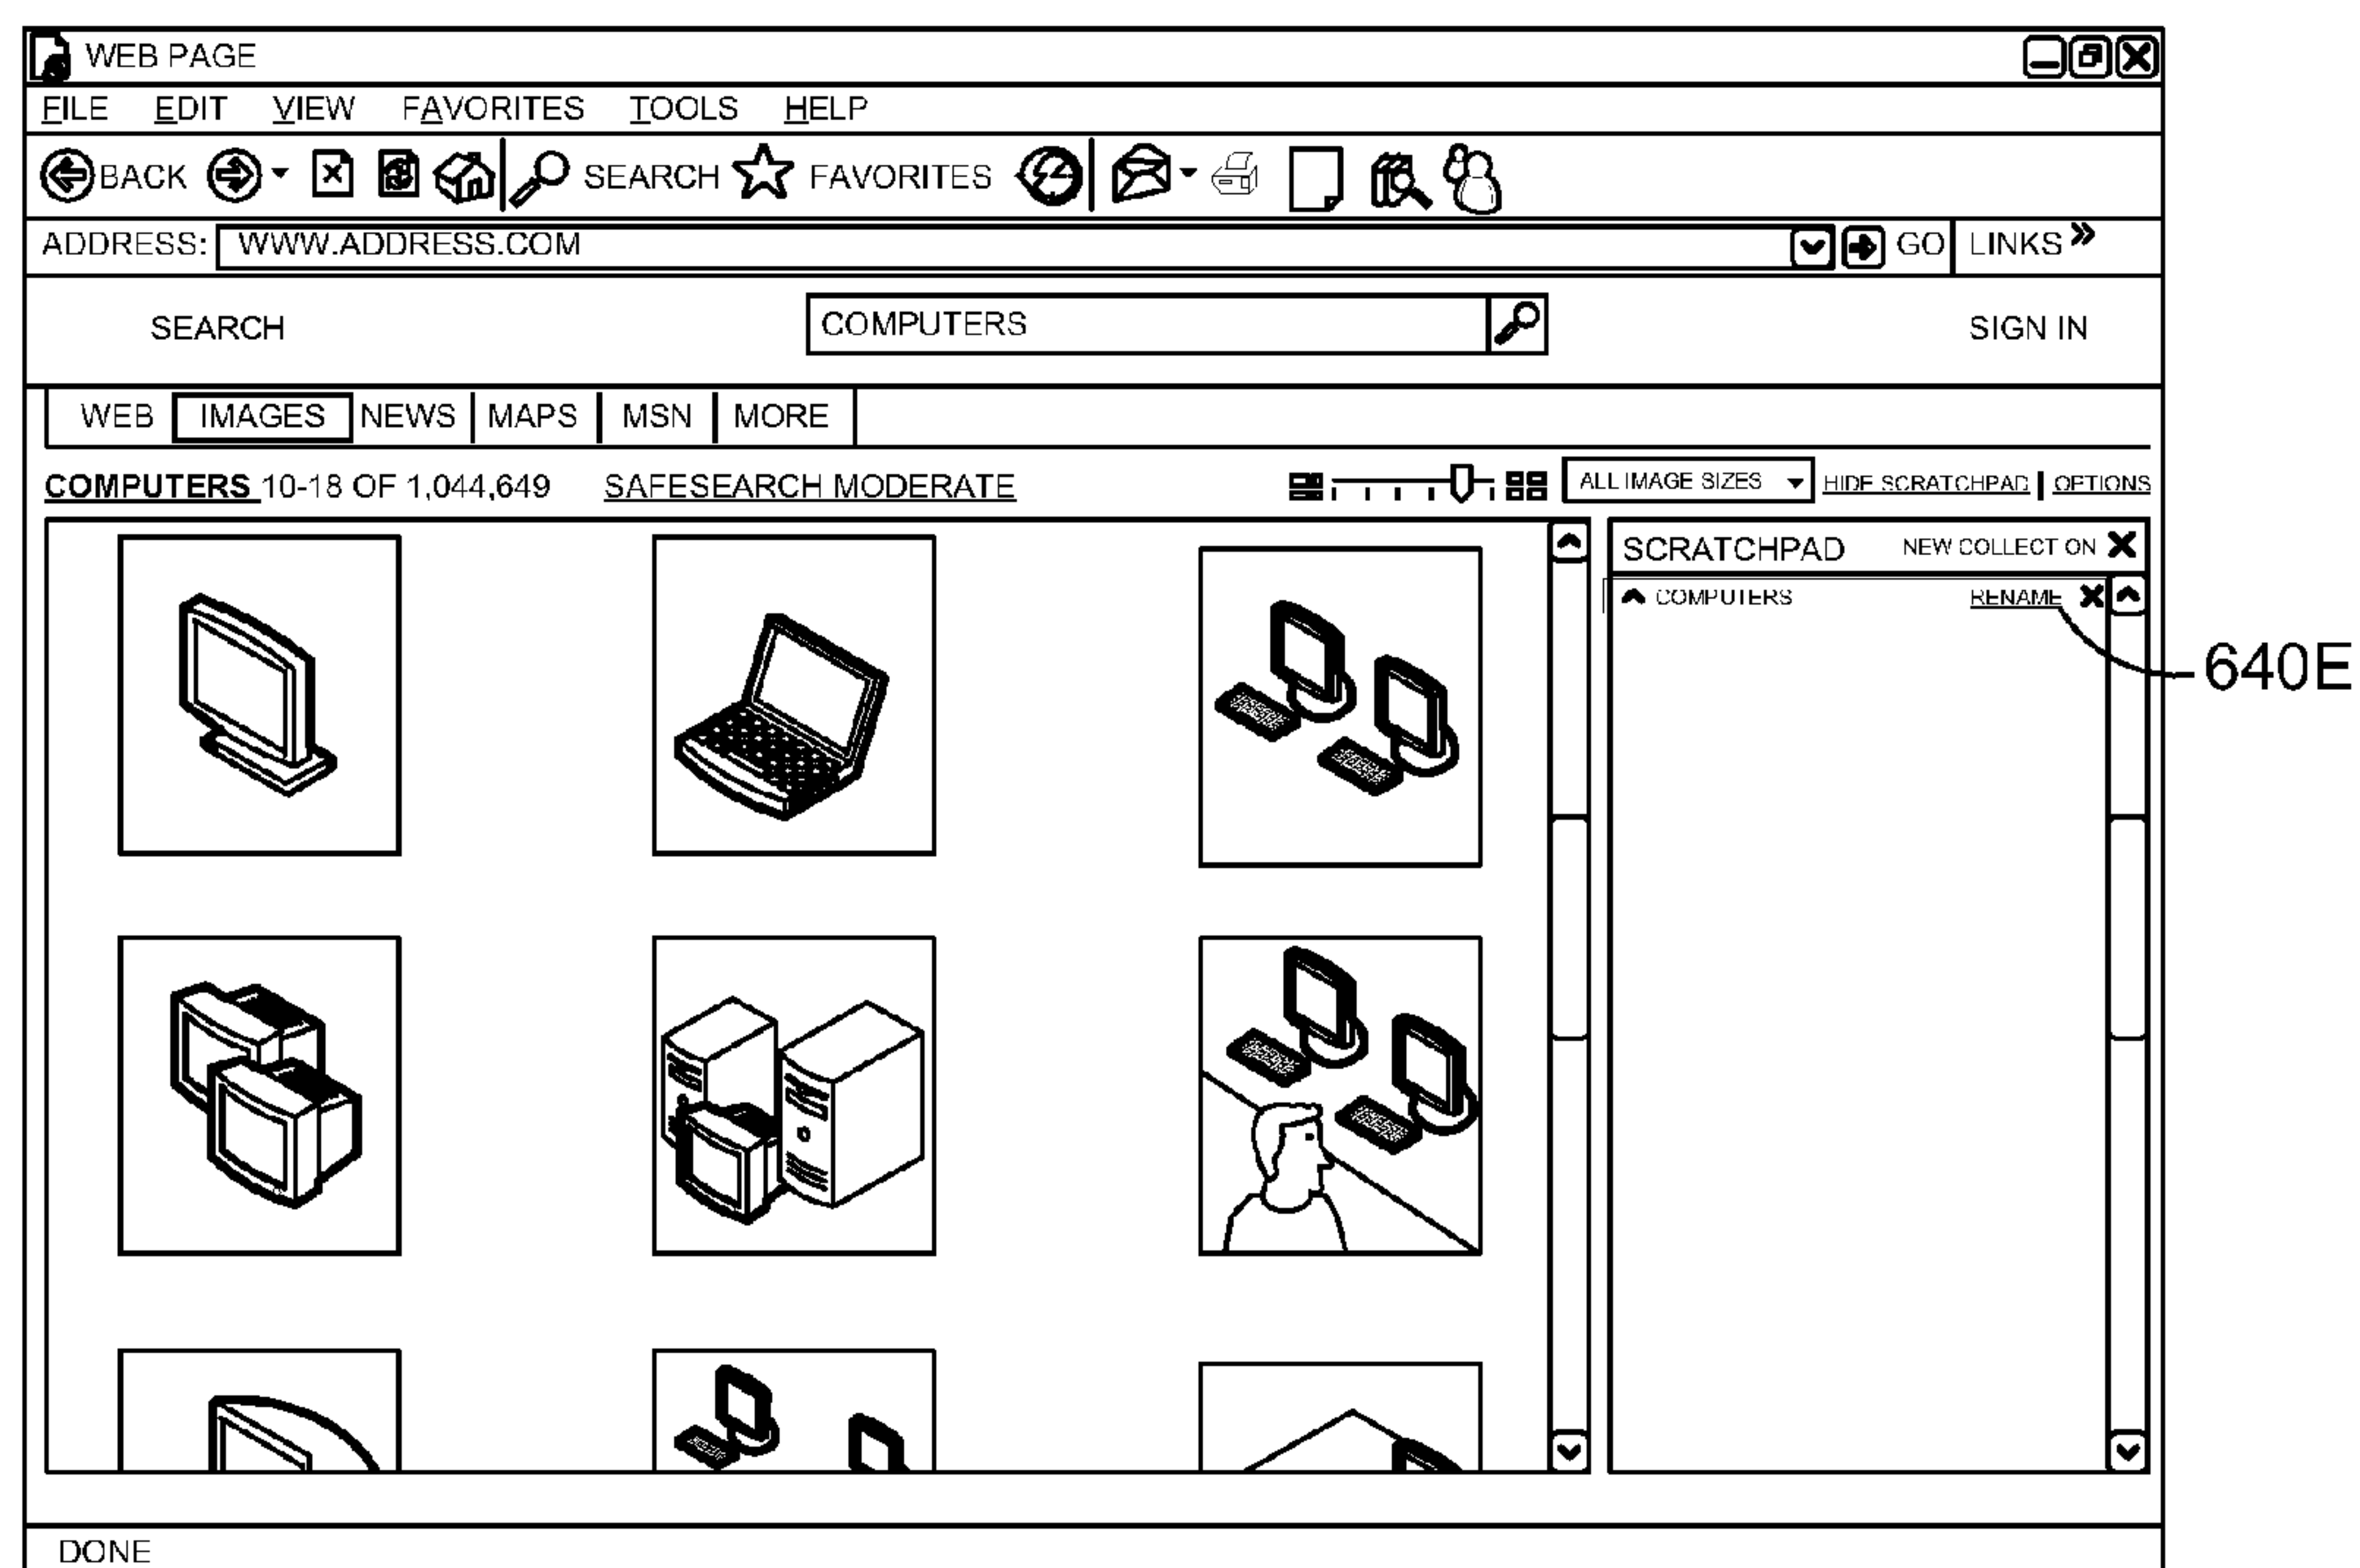 WEB PAGE
FILE EDIT VIEW FAVORITES TOOLS HELP
BACK SEARCH FAVORITES
ADDRESS: WWW.ADDRESS.COM GO LINKS »
SEARCH COMPUTERS SIGN IN
WEB IMAGES NEWS MAPS MSN MORE
COMPUTERS 10-18 OF 1,044,649 SAFESEARCH MODERATE ALL IMAGE SIZES HIDE SCRATCHPAD | OPTIONS
SCRATCHPAD NEW COLLECT ON
COMPUTERS RENAME
640E
DONE